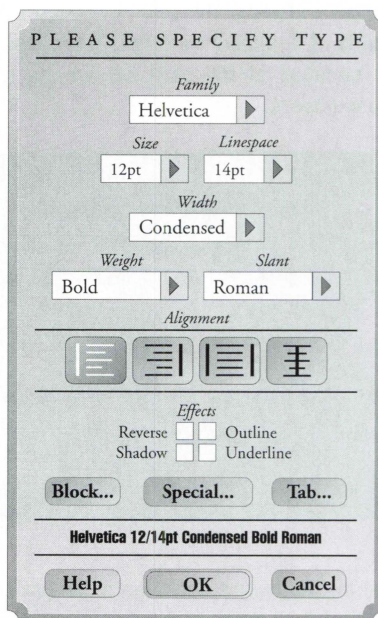 PLEASE SPECIFY TYPE
Family
Helvetica
Size Linespace
12pt 14pt
Width
Condensed
Weight Slant
Bold Roman
Alignment
Effects
Reverse Outline
Shadow Underline
Block... Special... Tab...
Helvetica 12/14pt Condensed Bold Roman
Help OK Cancel